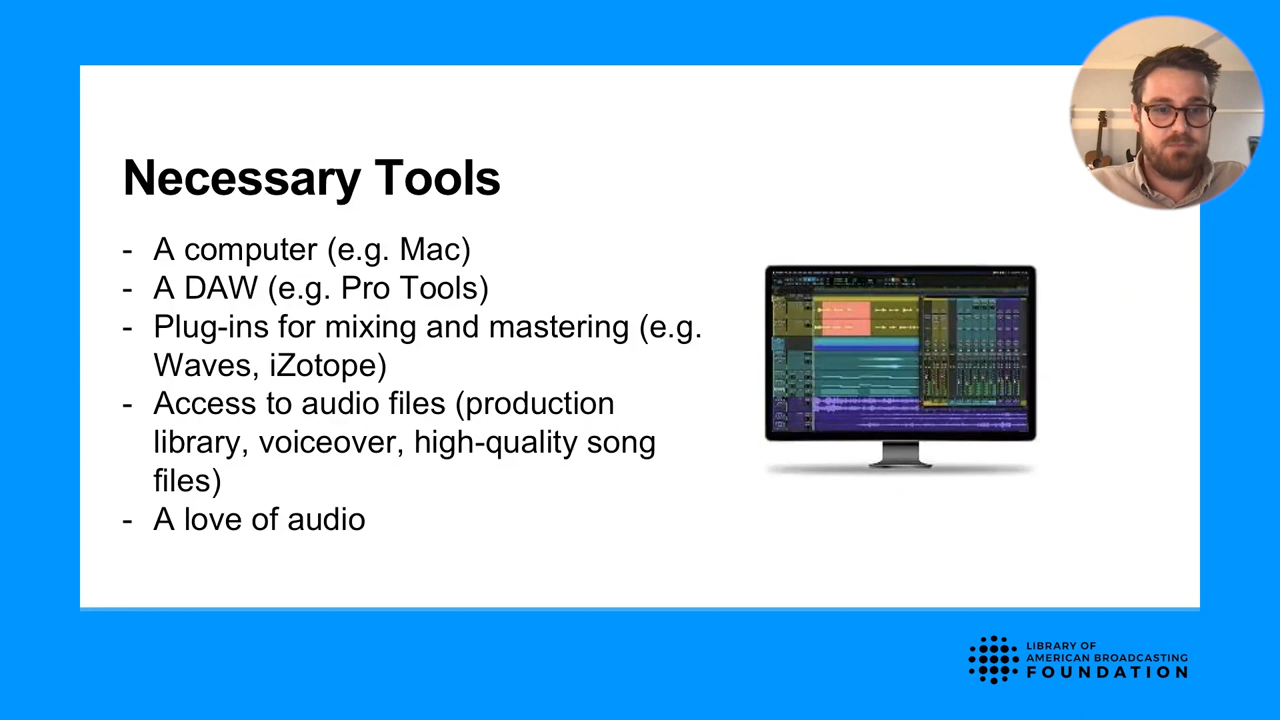 Necessary Tools
- A computer (e.g. Mac)
- A DAW (e.g. Pro Tools)
- Plug-ins for mixing and mastering (e.g.
Waves, iZotope)
- Access to audio files (production
library, voiceover, high-quality song
files)
- A love of audio
LIBRARY OF
AMERICAN BROADCASTING
FOUNDATION